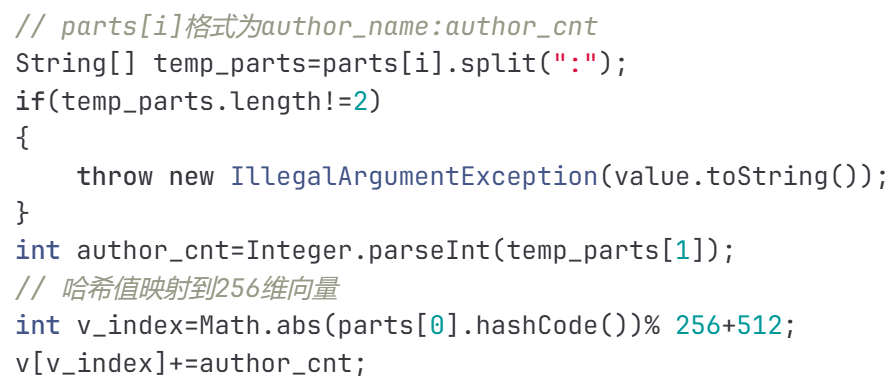 // parts[i]格式为author_name:author_cnt
String[] temp_parts=parts[i].split(":");
if(temp_parts.length!=2)
{
    throw new IllegalArgumentException(value.toString());
}
int author_cnt=Integer.parseInt(temp_parts[1]);
// 哈希值映射到256维向量
int v_index=Math.abs(parts[0].hashCode())% 256+512;
v[v_index]+=author_cnt;